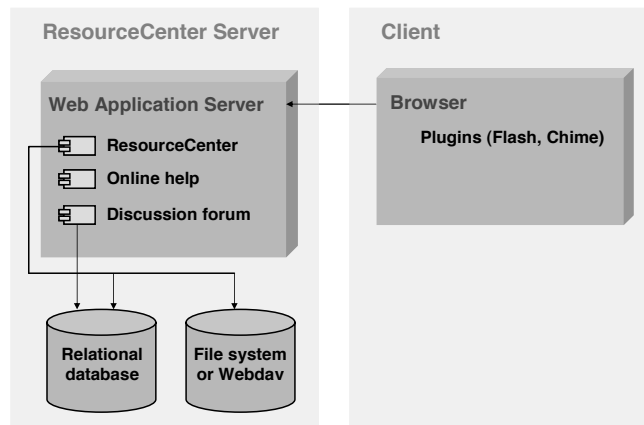 ResourceCenter Server
Web Application Server
ResourceCenter
Online help
Discussion forum
Relational
database
File system
or Webdav
Client
Browser
Plugins (Flash, Chime)